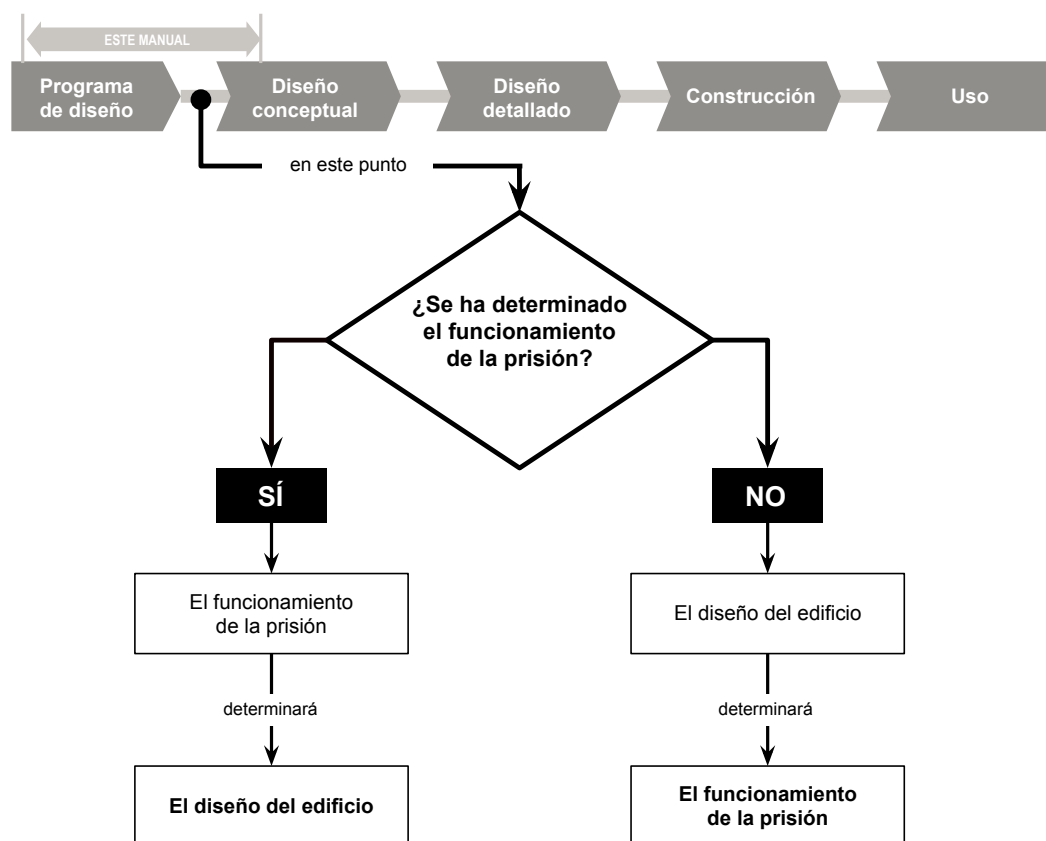 ESTE MANUAL
Programa
de diseño
Diseño
conceptual
Diseño
detallado
Construcción
Uso
en este punto
¿Se ha determinado
el funcionamiento
de la prisión?
SÍ
NO
El funcionamiento
de la prisión
El diseño del edificio
determinará
determinará
El diseño del edificio
El funcionamiento
de la prisión